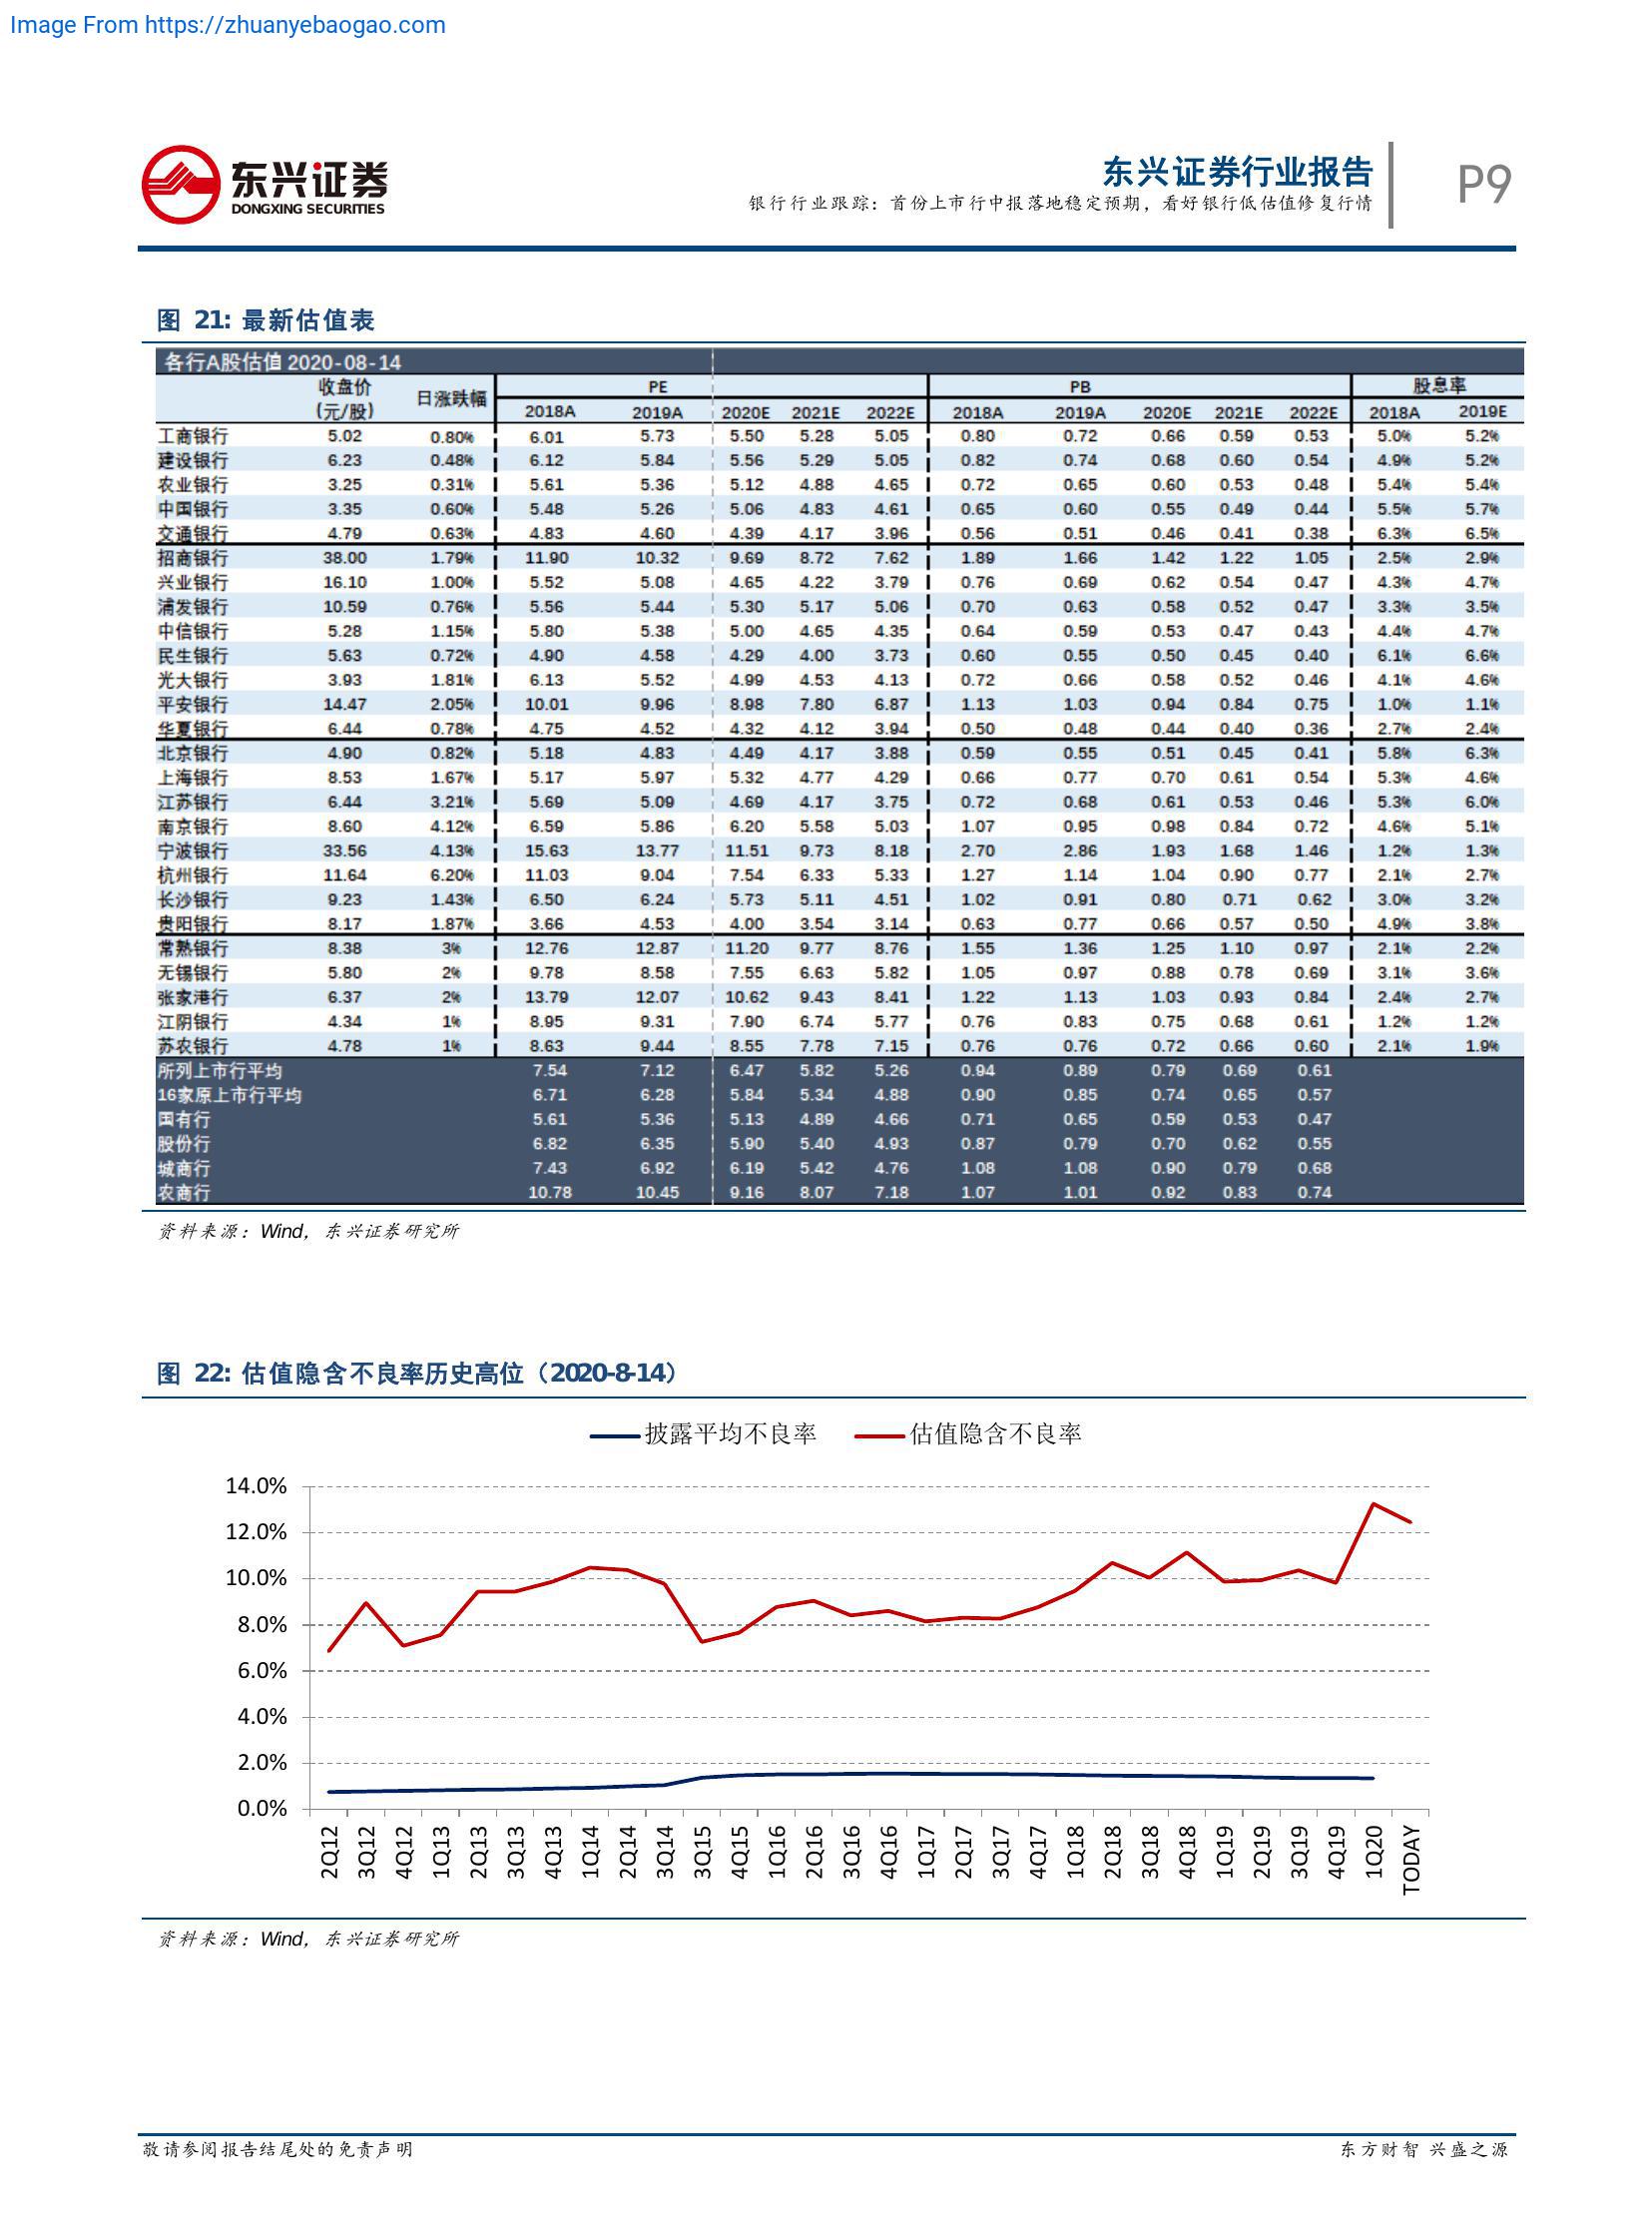 Image From https://zhuanyebaogao.com
东兴证券
DONGXING SECURITIES
东兴证券行业报告
银行行业跟踪：首份上市行中报落地稳定预期，看好银行低估值修复行情
P9
图 21: 最新估值表
各行A股估值 2020-08-14
收盘价 PE PB 股息率
(元/股) 日涨跌幅 2018A 2019A 2020E 2021E 2022E 2018A 2019A 2020E 2021E 2022E 2018A 2019E
工商银行 5.02 0.80% 6.01 5.73 5.50 5.28 5.05 0.80 0.72 0.66 0.59 0.53 5.0% 5.2%
建设银行 6.23 0.48% 6.12 5.84 5.56 5.29 5.05 0.82 0.74 0.68 0.60 0.54 4.9% 5.2%
农业银行 3.25 0.31% 5.61 5.36 5.12 4.88 4.65 0.72 0.65 0.60 0.53 0.48 5.4% 5.4%
中国银行 3.35 0.60% 5.48 5.26 5.06 4.83 4.61 0.65 0.60 0.55 0.49 0.44 5.5% 5.7%
交通银行 4.79 0.63% 4.83 4.60 4.39 4.17 3.96 0.56 0.51 0.46 0.41 0.38 6.3% 6.5%
招商银行 38.00 1.79% 11.90 10.32 9.69 8.72 7.62 1.89 1.66 1.42 1.22 1.05 2.5% 2.9%
兴业银行 16.10 1.00% 5.52 5.08 4.65 4.22 3.79 0.76 0.69 0.62 0.54 0.47 4.3% 4.7%
浦发银行 10.59 0.76% 5.56 5.44 5.30 5.17 5.06 0.70 0.63 0.58 0.52 0.47 3.3% 3.5%
中信银行 5.28 1.15% 5.80 5.38 5.00 4.65 4.35 0.64 0.59 0.53 0.47 0.43 4.4% 4.7%
民生银行 5.63 0.72% 4.90 4.58 4.29 4.00 3.73 0.60 0.55 0.50 0.45 0.40 6.1% 6.6%
光大银行 3.93 1.81% 6.13 5.52 4.99 4.53 4.13 0.72 0.66 0.58 0.52 0.46 4.1% 4.6%
平安银行 14.47 2.05% 10.01 9.96 8.98 7.80 6.87 1.13 1.03 0.94 0.84 0.75 1.0% 1.1%
华夏银行 6.44 0.78% 4.75 4.52 4.32 4.12 3.94 0.50 0.48 0.44 0.40 0.36 2.7% 2.4%
北京银行 4.90 0.82% 5.18 4.83 4.49 4.17 3.88 0.59 0.55 0.51 0.45 0.41 5.8% 6.3%
上海银行 8.53 1.67% 5.17 5.97 5.32 4.77 4.29 0.66 0.77 0.70 0.61 0.54 5.3% 4.6%
江苏银行 6.44 3.21% 5.69 5.09 4.69 4.17 3.75 0.72 0.68 0.61 0.53 0.46 5.3% 6.0%
南京银行 8.60 4.12% 6.59 5.86 6.20 5.58 5.03 1.07 0.95 0.98 0.84 0.72 4.6% 5.1%
宁波银行 33.56 4.13% 15.63 13.77 11.51 9.73 8.18 2.70 2.86 1.93 1.68 1.46 1.2% 1.3%
杭州银行 11.64 6.20% 11.03 9.04 7.54 6.33 5.33 1.27 1.14 1.04 0.90 0.77 2.1% 2.7%
长沙银行 9.23 1.43% 6.50 6.24 5.73 5.11 4.51 1.02 0.91 0.80 0.71 0.62 3.0% 3.2%
贵阳银行 8.17 1.87% 3.66 4.53 4.00 3.54 3.14 0.63 0.77 0.66 0.57 0.50 4.9% 3.8%
常熟银行 8.38 3% 12.76 12.87 11.20 9.77 8.76 1.55 1.36 1.25 1.10 0.97 2.1% 2.2%
无锡银行 5.80 2% 9.78 8.58 7.55 6.63 5.82 1.05 0.97 0.88 0.78 0.69 3.1% 3.6%
张家港行 6.37 2% 13.79 12.07 10.62 9.43 8.41 1.22 1.13 1.03 0.93 0.84 2.4% 2.7%
江阴银行 4.34 1% 8.95 9.31 7.90 6.74 5.77 0.76 0.83 0.75 0.68 0.61 1.2% 1.2%
苏农银行 4.78 1% 8.63 9.44 8.55 7.78 7.15 0.76 0.76 0.72 0.66 0.60 2.1% 1.9%
所列上市行平均 7.54 7.12 6.47 5.82 5.26 0.94 0.89 0.79 0.69 0.61
16家原上市行平均 6.71 6.28 5.84 5.34 4.88 0.90 0.85 0.74 0.65 0.57
国有行 5.61 5.36 5.13 4.89 4.66 0.71 0.65 0.59 0.53 0.47
股份行 6.82 6.35 5.90 5.40 4.93 0.87 0.79 0.70 0.62 0.55
城商行 7.43 6.92 6.19 5.42 4.76 1.08 1.08 0.90 0.79 0.68
农商行 10.78 10.45 9.16 8.07 7.18 1.07 1.01 0.92 0.83 0.74
资料来源：Wind，东兴证券研究所
图 22: 估值隐含不良率历史高位（2020-8-14）
披露平均不良率 估值隐含不良率
14.0%
12.0%
10.0%
8.0%
6.0%
4.0%
2.0%
0.0%
2Q12 3Q12 4Q12 1Q13 2Q13 3Q13 4Q13 1Q14 2Q14 3Q14 3Q15 4Q15 1Q16 2Q16 3Q16 4Q16 1Q17 2Q17 3Q17 4Q17 1Q18 2Q18 3Q18 4Q18 1Q19 2Q19 3Q19 4Q19 1Q20 TODAY
资料来源：Wind，东兴证券研究所
敬请参阅报告结尾处的免责声明
东方财智 兴盛之源